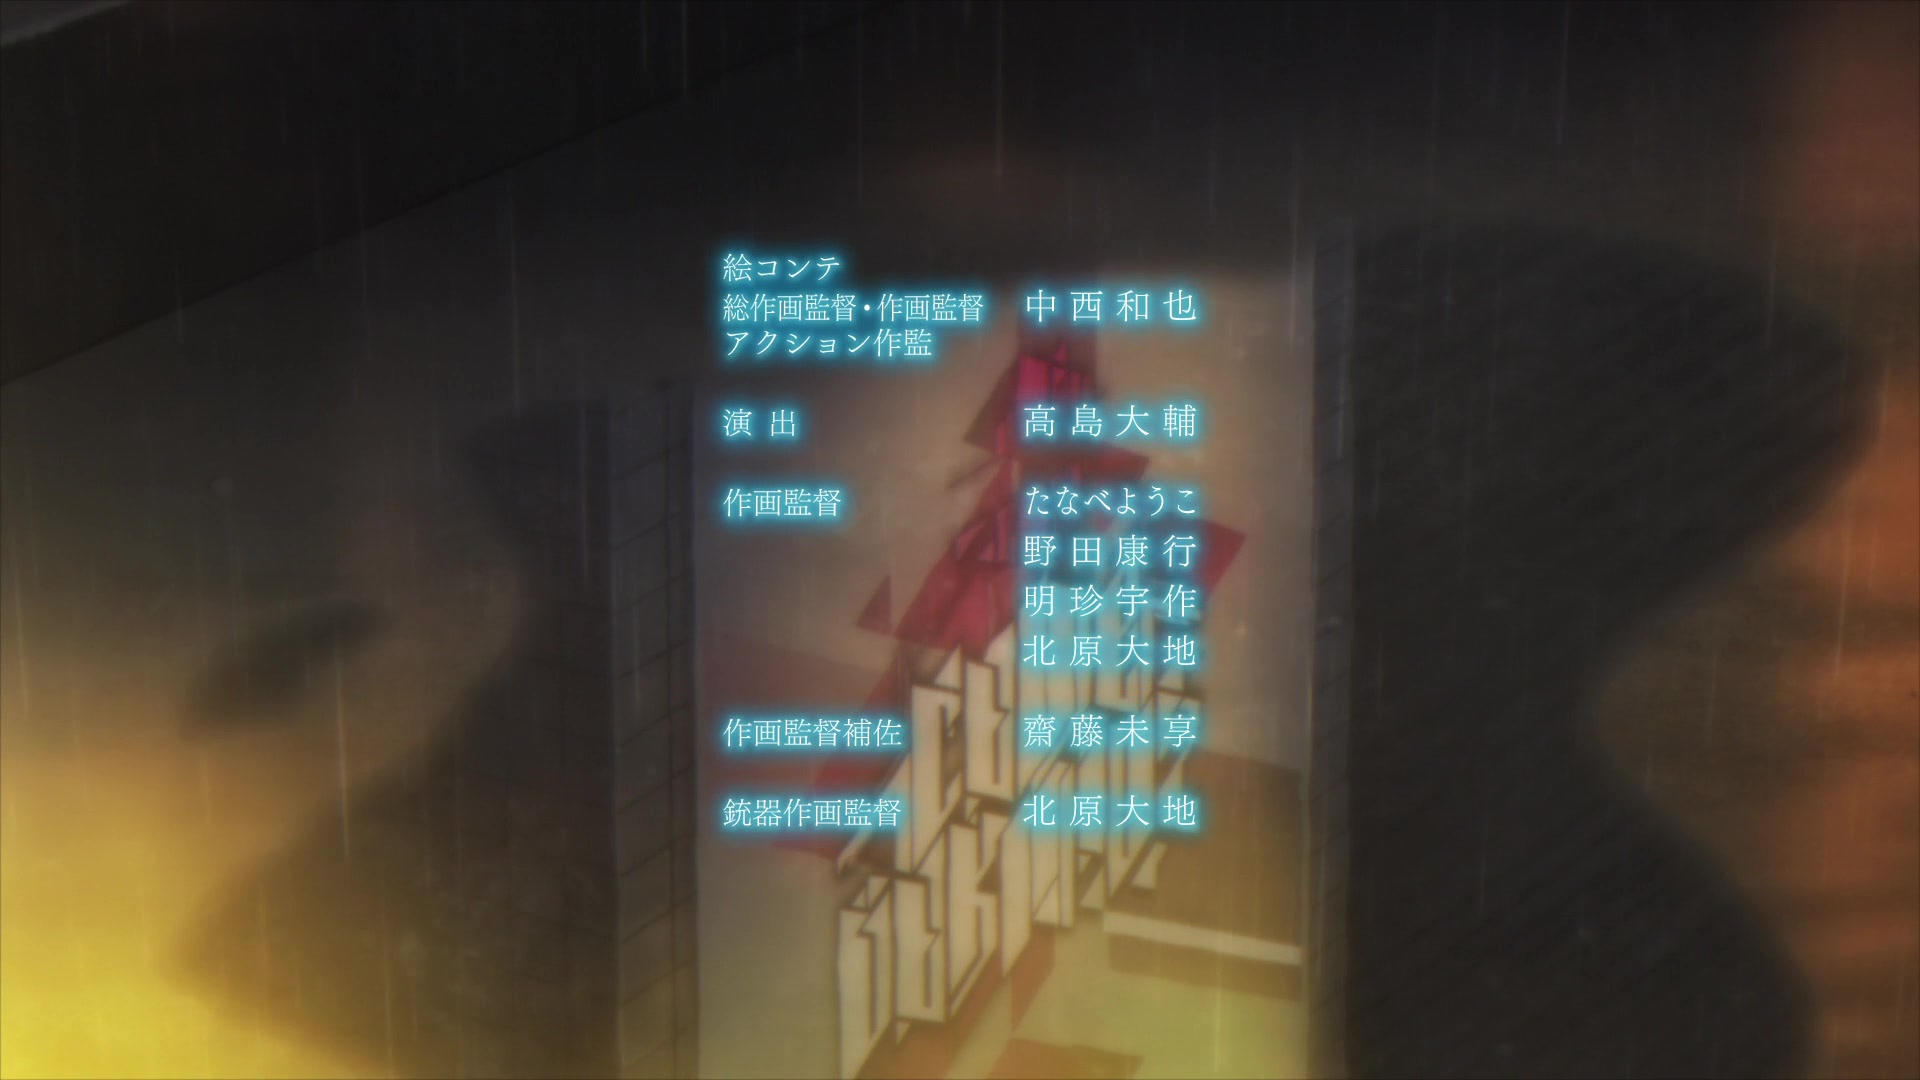 絵コンテ
総作画監督・作画監督 中西和也
アクション作監
演出 高島大輔
作画監督 たなべようこ
野田康行
明珍宇作
北原大地
作画監督補佐 齋藤未享
銃器作画監督 北原大地